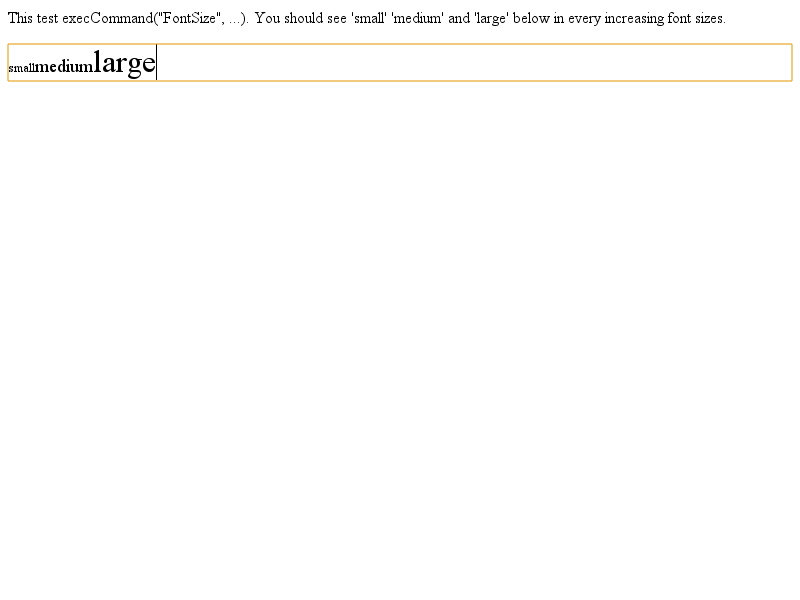 This test execCommand("FontSize", ...). You should see 'small' 'medium' and 'large' below in every increasing font sizes.
smallmediumlarge